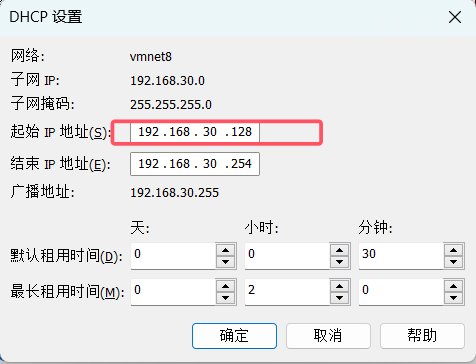 DHCP 设置
网络: vmnet8
子网 IP: 192.168.30.0
子网掩码: 255.255.255.0
起始 IP 地址(S): 192 .168 . 30 .128
结束 IP 地址(E): 192 .168 . 30 .254
广播地址: 192.168.30.255
天: 小时: 分钟:
默认租用时间(D): 0 0 30
最长租用时间(M): 0 2 0
确定 取消 帮助